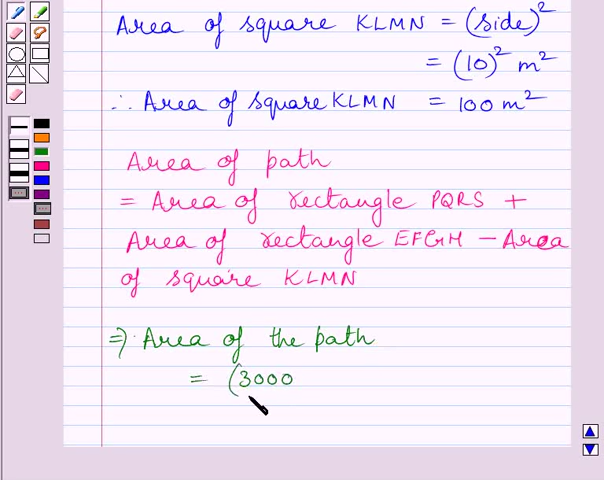 Area of square KLMN = (side)²
= (10)² m²
∴ Area of square KLMN = 100 m²
Area of path
= Area of rectangle PQRS +
Area of rectangle EFGH - Area
of square KLMN
⇒ Area of the path
= (3000